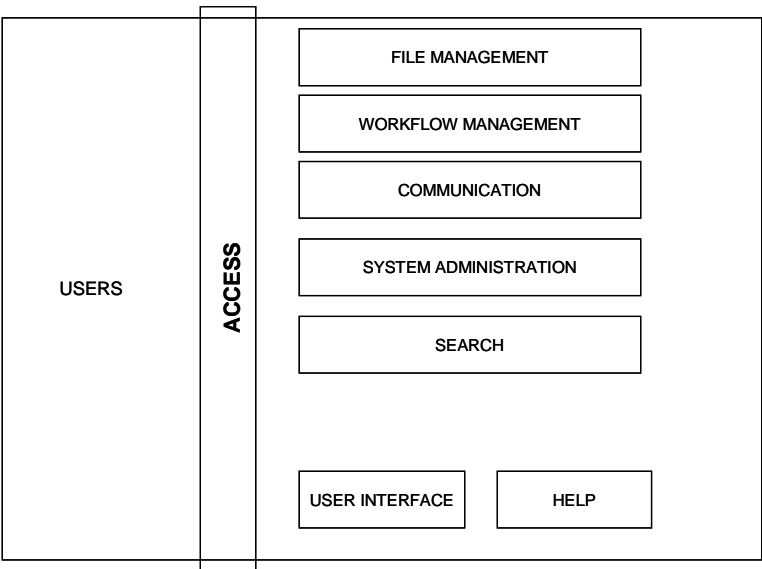 USERS
ACCESS
FILE MANAGEMENT
WORKFLOW MANAGEMENT
COMMUNICATION
SYSTEM ADMINISTRATION
SEARCH
USER INTERFACE
HELP